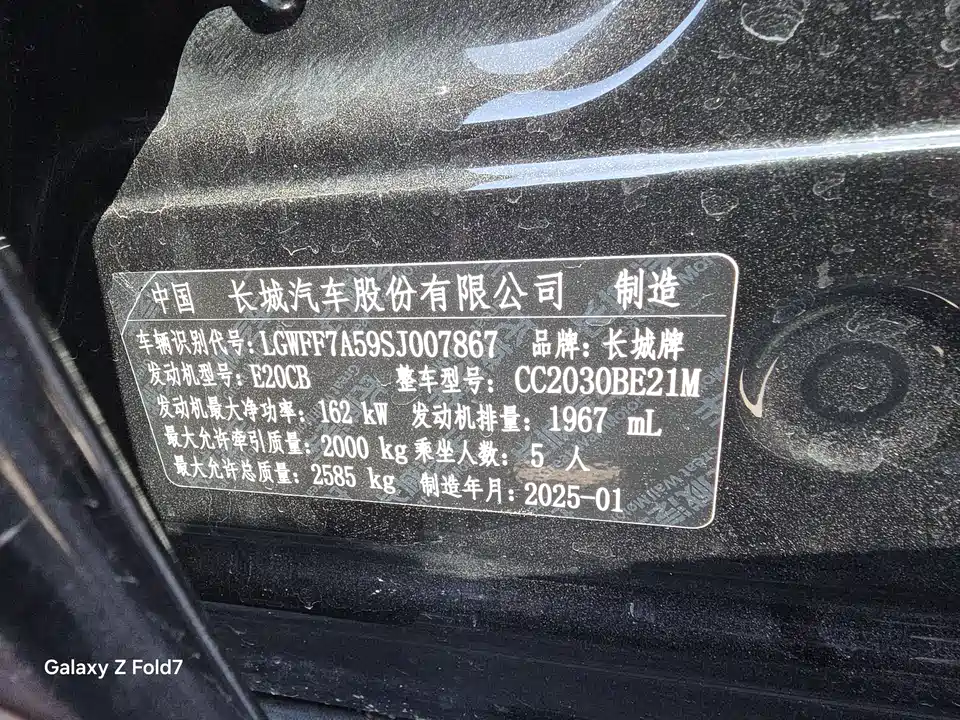 中国 长城汽车股份有限公司 制造
车辆识别代号：LGWFF7A59SJ007867 品牌：长城牌
发动机型号：E20CB 整车型号：CC2030BE21M
发动机最大净功率：162 kW 发动机排量：1967 mL
最大允许牵引质量：2000 kg 乘坐人数：5 人
最大允许总质量：2585 kg 制造年月：2025-01
Galaxy Z Fold7